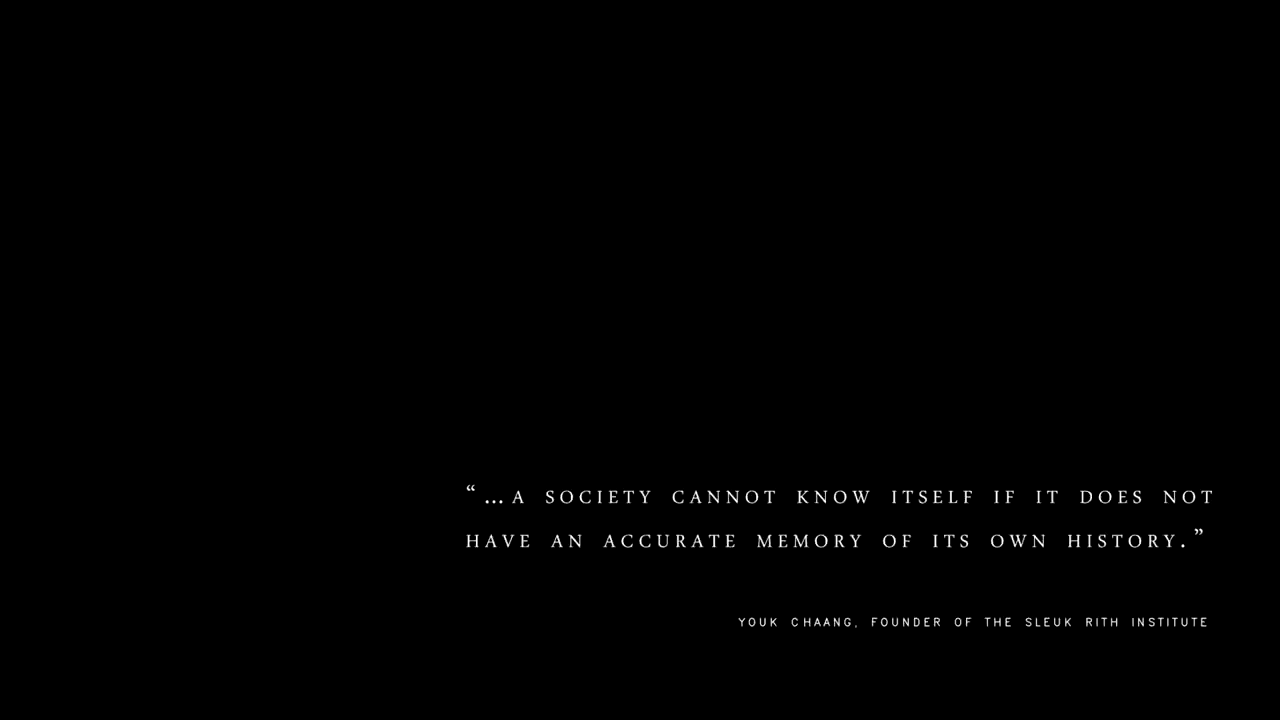 “…A SOCIETY CANNOT KNOW ITSELF IF IT DOES NOT
HAVE AN ACCURATE MEMORY OF ITS OWN HISTORY.”
YOUK CHAANG, FOUNDER OF THE SLEUK RITH INSTITUTE